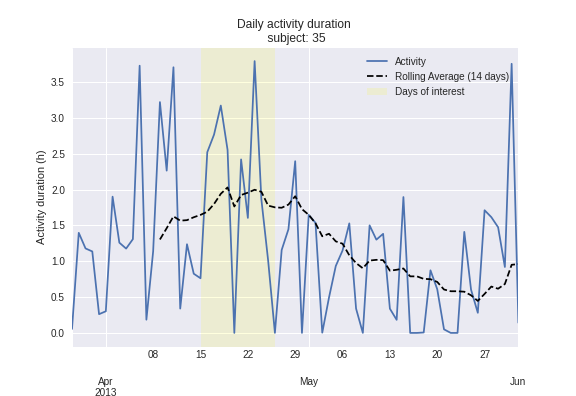 Daily activity duration
subject: 35
Activity duration (h)
3.5
3.0
2.5
2.0
1.5
1.0
0.5
0.0
Activity
Rolling Average (14 days)
Days of interest
08 15 22 29 06 13 20 27
Apr May Jun
2013